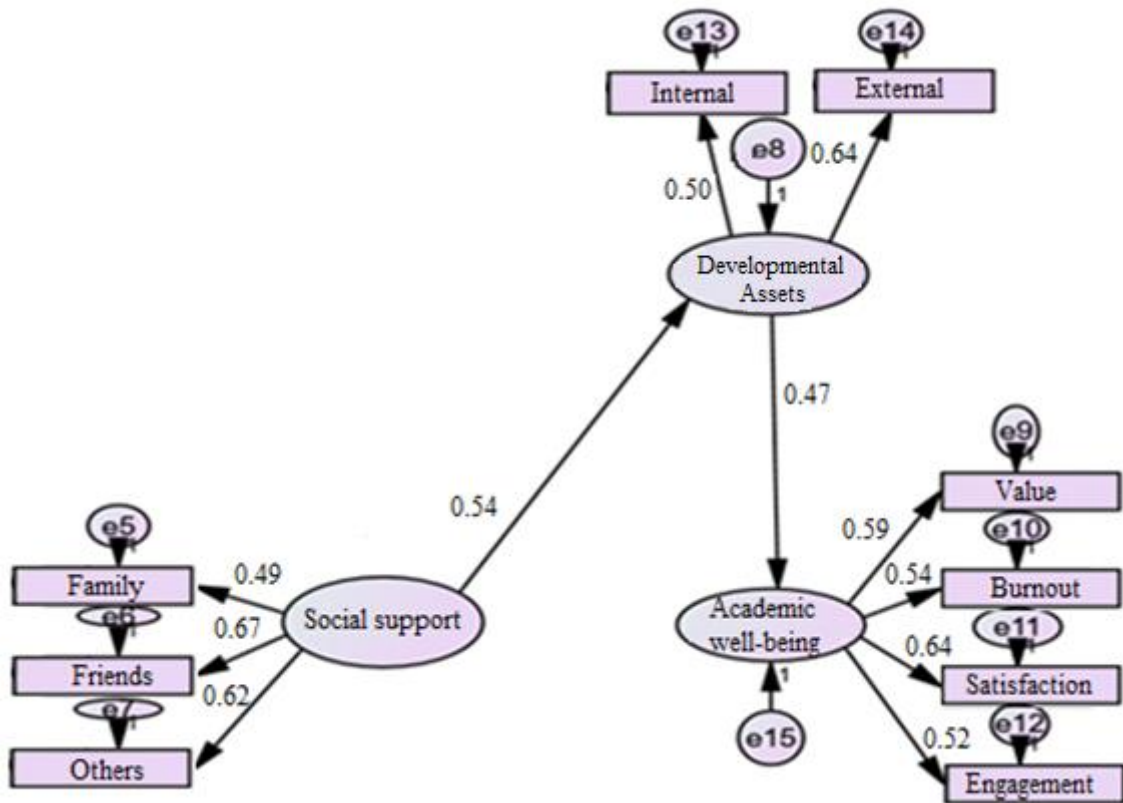 e13
e14
Internal
External
e8
1
0.64
0.50
Developmental
Assets
0.47
e9
Value
0.54
e5
0.59
e10
Family
0.49
0.54
Burnout
e6
Social support
Academic
well-being
e11
0.67
0.64
Friends
Satisfaction
0.62
1
e7
e12
e15
0.52
Others
Engagement